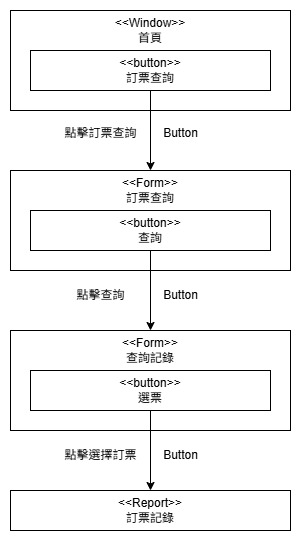 <<Window>>
首頁
<<button>>
訂票查詢
點擊訂票查詢 Button
<<Form>>
訂票查詢
<<button>>
查詢
點擊查詢 Button
<<Form>>
查詢記錄
<<button>>
選票
點擊選擇訂票 Button
<<Report>>
訂票記錄